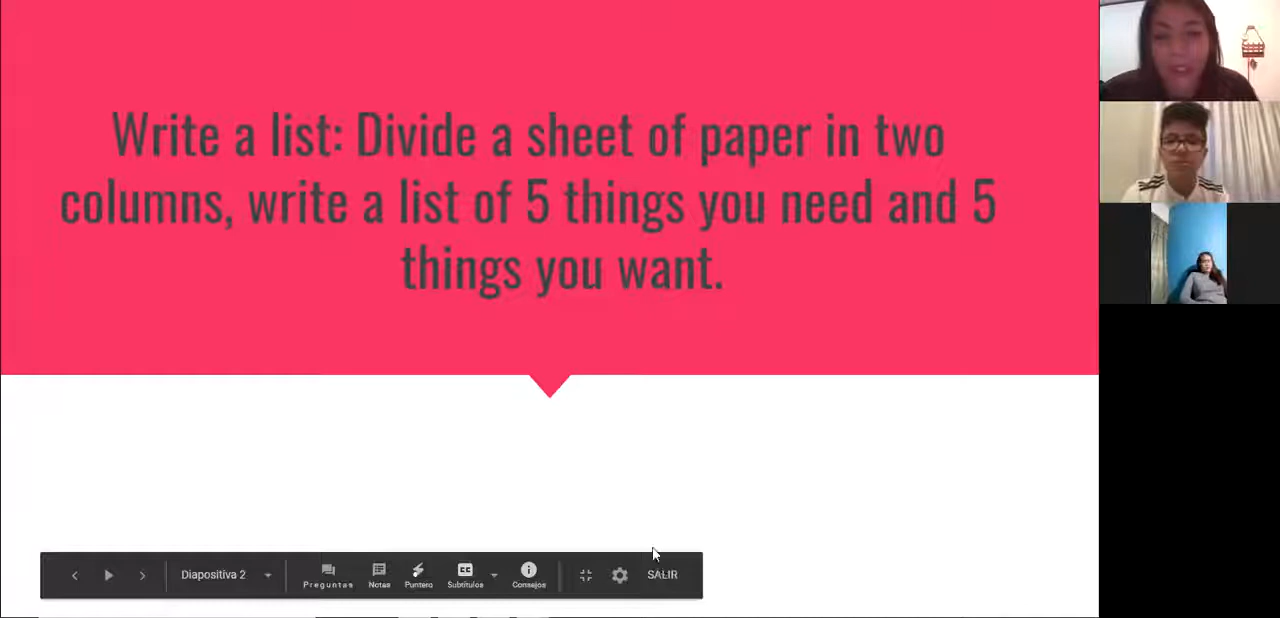 Write a list: Divide a sheet of paper in two
columns, write a list of 5 things you need and 5
things you want.
Diapositiva 2
Preguntas Notas Puntero Subtítulos Consejos
SALIR